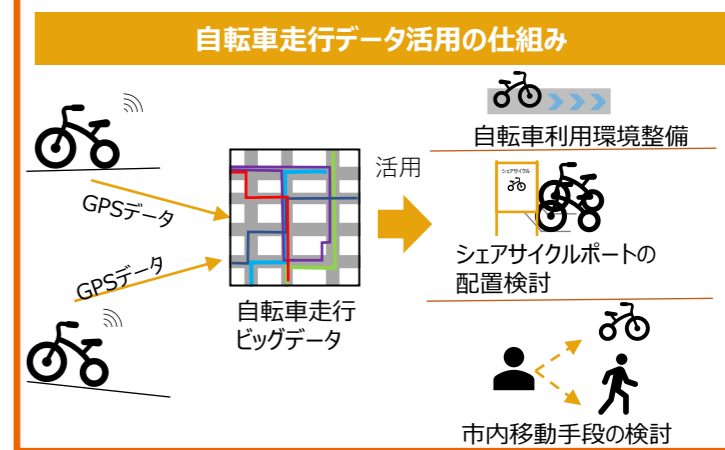 自転車走行データ活用の仕組み
GPSデータ
GPSデータ
自転車走行
ビッグデータ
活用
自転車利用環境整備
シェアサイクル
シェアサイクルポートの
配置検討
市内移動手段の検討